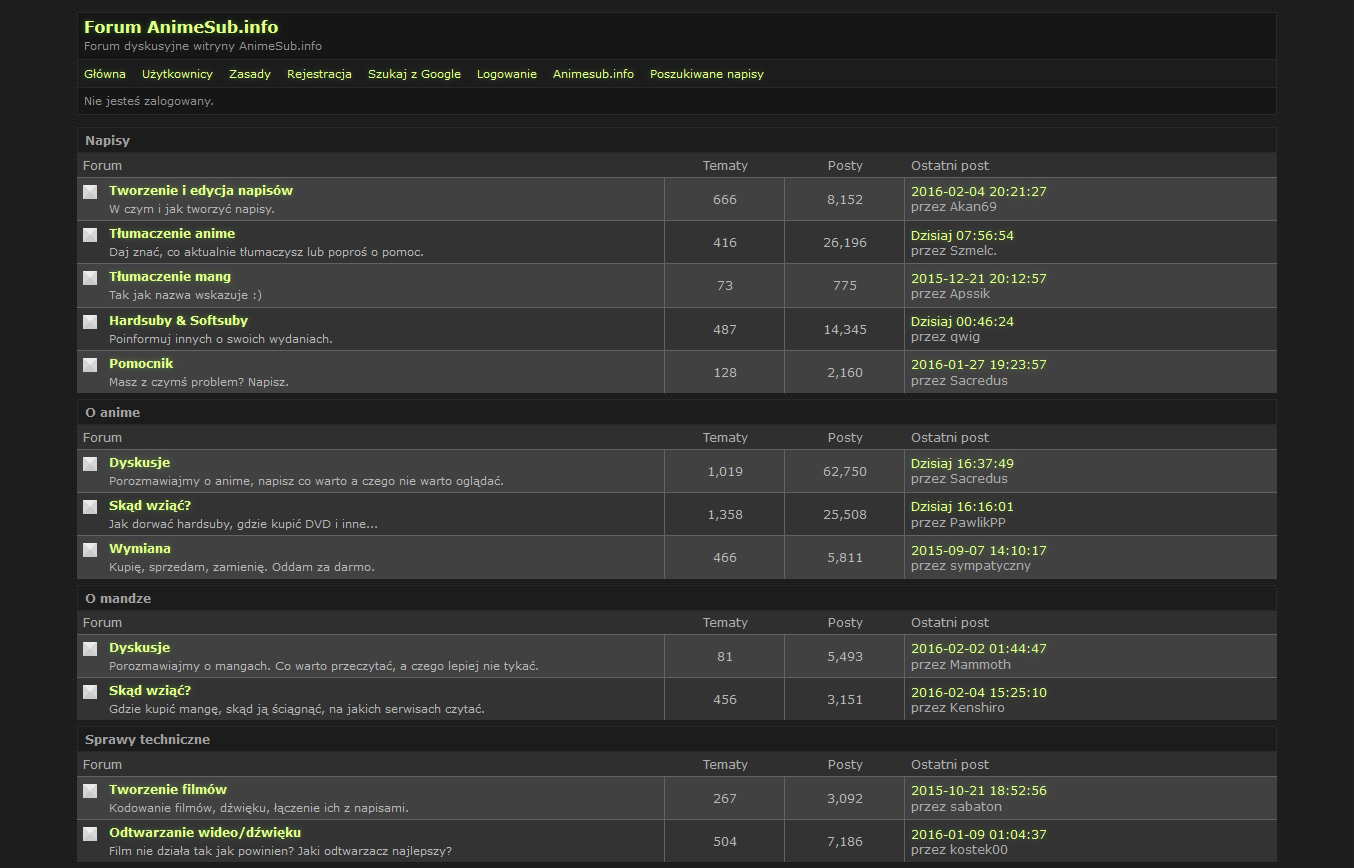 Forum AnimeSub.info
Forum dyskusyjne witryny AnimeSub.info
Główna Użytkownicy Zasady Rejestracja Szukaj z Google Logowanie Animesub.info Poszukiwane napisy
Nie jesteś zalogowany.
Napisy
Forum Tematy Posty Ostatni post
Tworzenie i edycja napisów 666 8,152 2016-02-04 20:21:27
W czym i jak tworzyć napisy. przez Akan69
Tłumaczenie anime 416 26,196 Dzisiaj 07:56:54
Daj znać, co aktualnie tłumaczysz lub poproś o pomoc. przez Szmelc.
Tłumaczenie mang 73 775 2015-12-21 20:12:57
Tak jak nazwa wskazuje :) przez Apssik
Hardsuby & Softsuby 487 14,345 Dzisiaj 00:46:24
Poinformuj innych o swoich wydaniach. przez qwig
Pomocnik 128 2,160 2016-01-27 19:23:57
Masz z czymś problem? Napisz. przez Sacredus
O anime
Forum Tematy Posty Ostatni post
Dyskusje 1,019 62,750 Dzisiaj 16:37:49
Porozmawiajmy o anime, napisz co warto a czego nie warto oglądać. przez Sacredus
Skąd wziąć? 1,358 25,508 Dzisiaj 16:16:01
Jak dorwać hardsuby, gdzie kupić DVD i inne... przez PawlikPP
Wymiana 466 5,811 2015-09-07 14:10:17
Kupię, sprzedam, zamienię. Oddam za darmo. przez sympatyczny
O mandze
Forum Tematy Posty Ostatni post
Dyskusje 81 5,493 2016-02-02 01:44:47
Porozmawiajmy o mangach. Co warto przeczytać, a czego lepiej nie tykać. przez Mammoth
Skąd wziąć? 456 3,151 2016-02-04 15:25:10
Gdzie kupić mangę, skąd ją ściągnąć, na jakich serwisach czytać. przez Kenshiro
Sprawy techniczne
Forum Tematy Posty Ostatni post
Tworzenie filmów 267 3,092 2015-10-21 18:52:56
Kodowanie filmów, dźwięku, łączenie ich z napisami. przez sabaton
Odtwarzanie wideo/dźwięku 504 7,186 2016-01-09 01:04:37
Film nie działa tak jak powinien? Jaki odtwarzacz najlepszy? przez kostek00